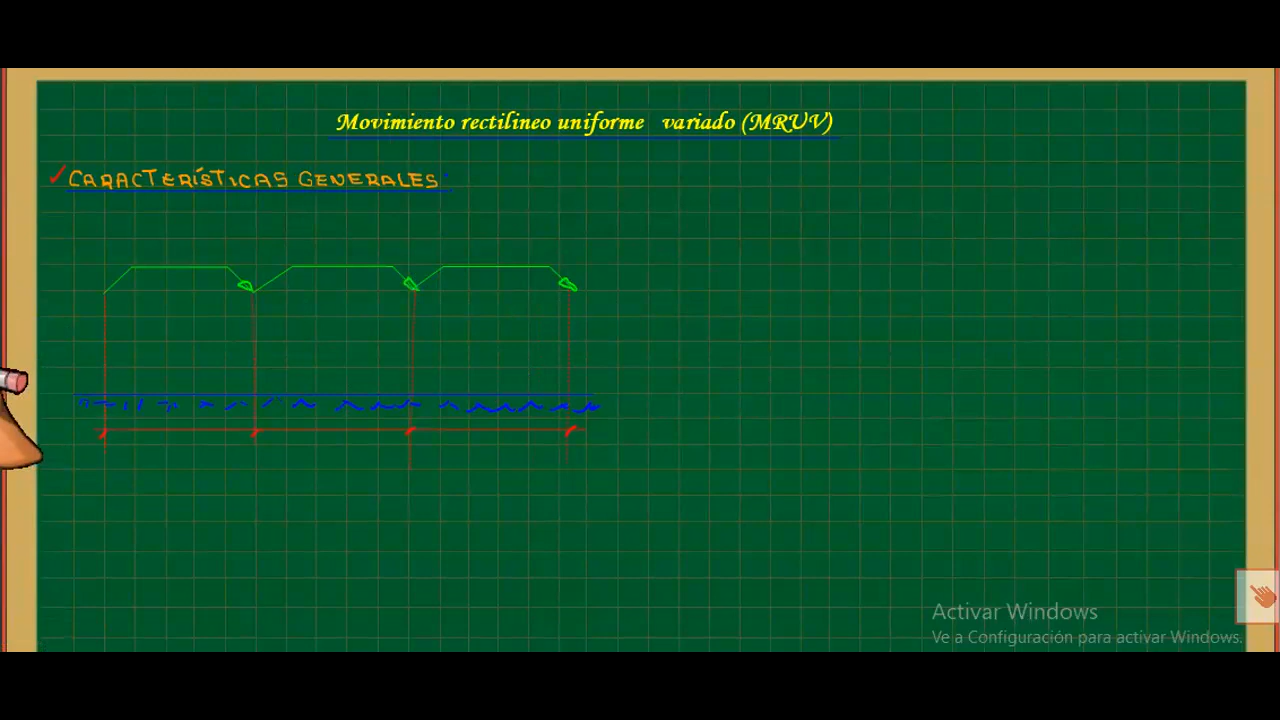 Movimiento rectilineo uniforme variado (MRUV)
✓CARACTERÍSTICAS GENERALES:
Activar Windows
Ve a Configuración para activar Windows.